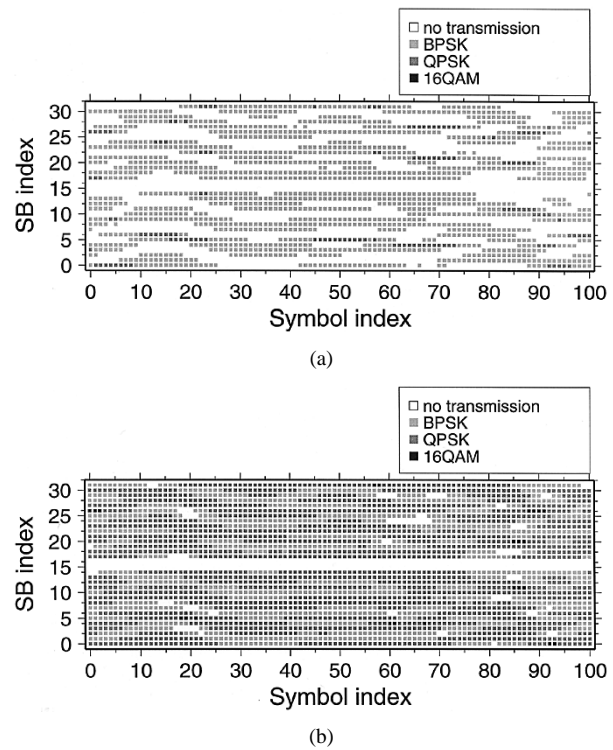 no transmission
BPSK
QPSK
16QAM
30
25
20
15
10
5
0
SB index
0 10 20 30 40 50 60 70 80 90 100
Symbol index
(a)
no transmission
BPSK
QPSK
16QAM
30
25
20
15
10
5
0
SB index
0 10 20 30 40 50 60 70 80 90 100
Symbol index
(b)